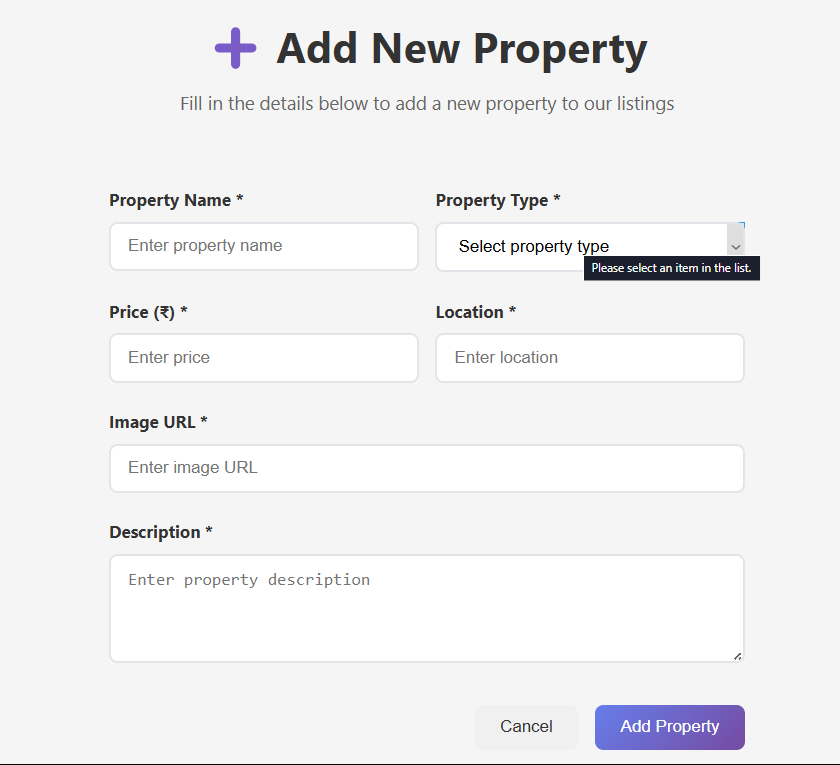 Add New Property
Fill in the details below to add a new property to our listings
Property Name *
Property Type *
Enter property name
Select property type
Please select an item in the list.
Price (₹) *
Location *
Enter price
Enter location
Image URL *
Enter image URL
Description *
Enter property description
Cancel
Add Property